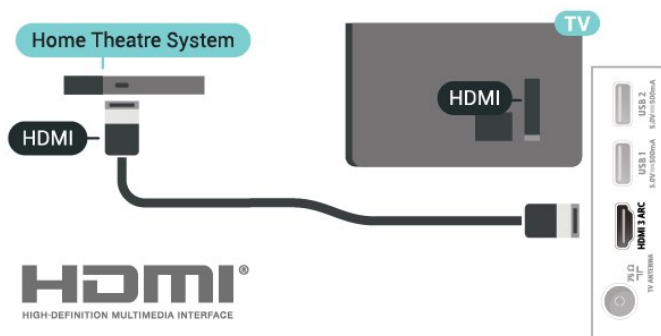 Home Theatre System
TV
HDMI
HDMI
USB 2
5.0V⎓500mA
USB 1
5.0V⎓500mA
HDMI 3 ARC
75 Ω
TV ANTENNA
HDMI®
HIGH-DEFINITION MULTIMEDIA INTERFACE